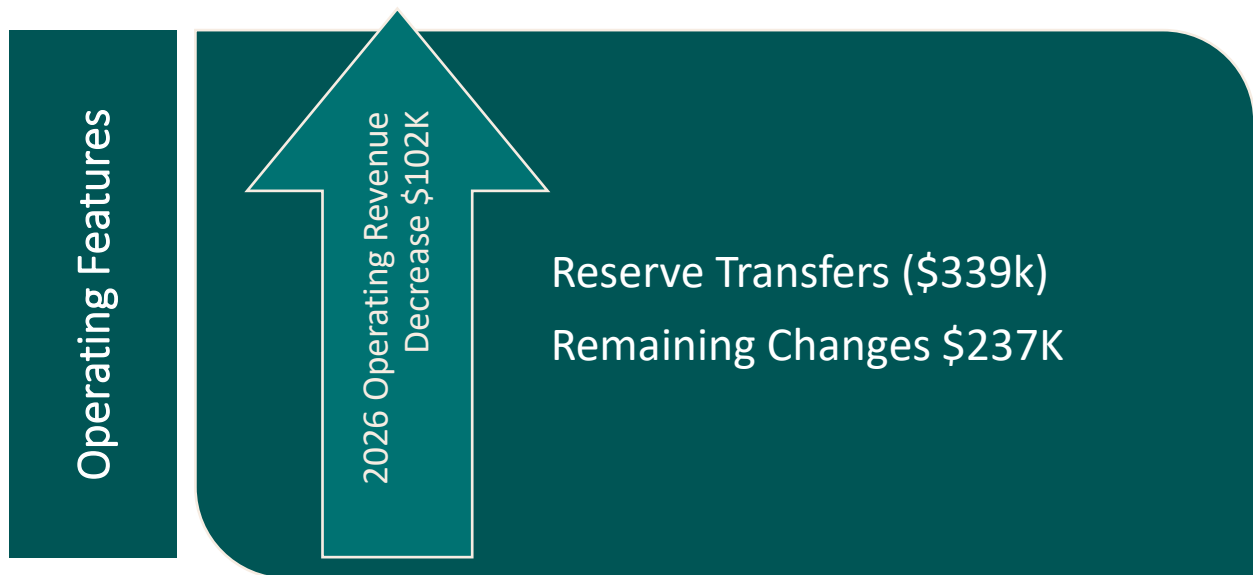 Operating Features
2026 Operating Revenue
Decrease $102K
Reserve Transfers ($339k)
Remaining Changes $237K